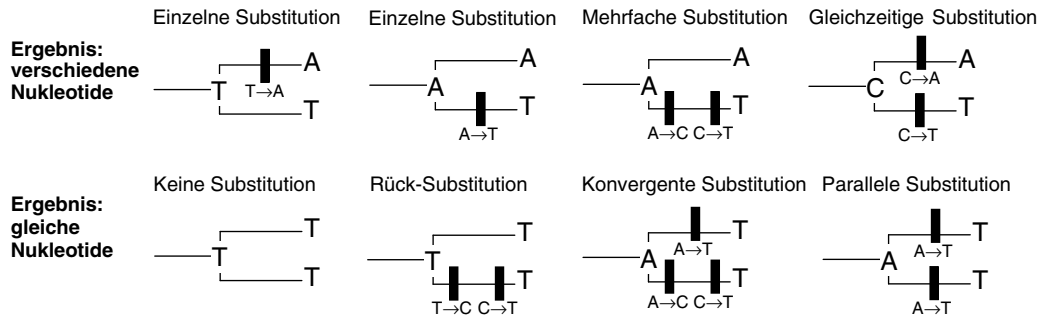 Einzelne Substitution Einzelne Substitution Mehrfache Substitution Gleichzeitige Substitution
Ergebnis:
verschiedene
Nukleotide
T A T T→A
A A T A→T
A A T A→C C→T
C A T C→A C→T
Keine Substitution Rück-Substitution Konvergente Substitution Parallele Substitution
Ergebnis:
gleiche
Nukleotide
T T T
T T T T→C C→T
A T T A→T A→C C→T
A T T A→T A→T